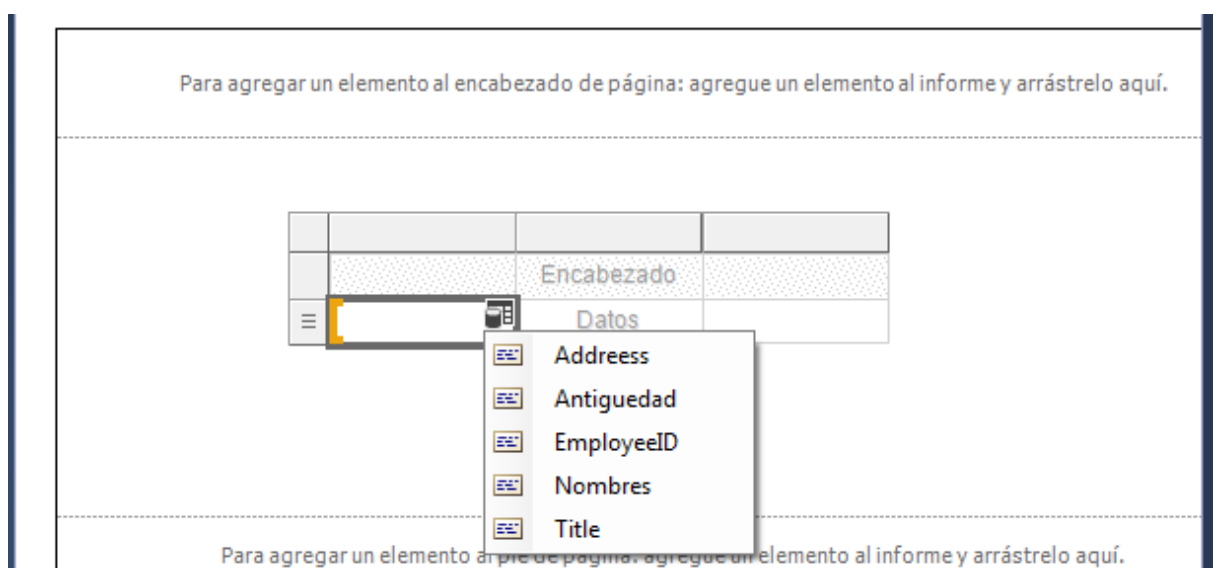 Para agregar un elemento al encabezado de página: agregue un elemento al informe y arrástrelo aquí.
Encabezado
Datos
Addreess
Antiguedad
EmployeeID
Nombres
Title
Para agregar un elemento al pie de página: agregue un elemento al informe y arrástrelo aquí.